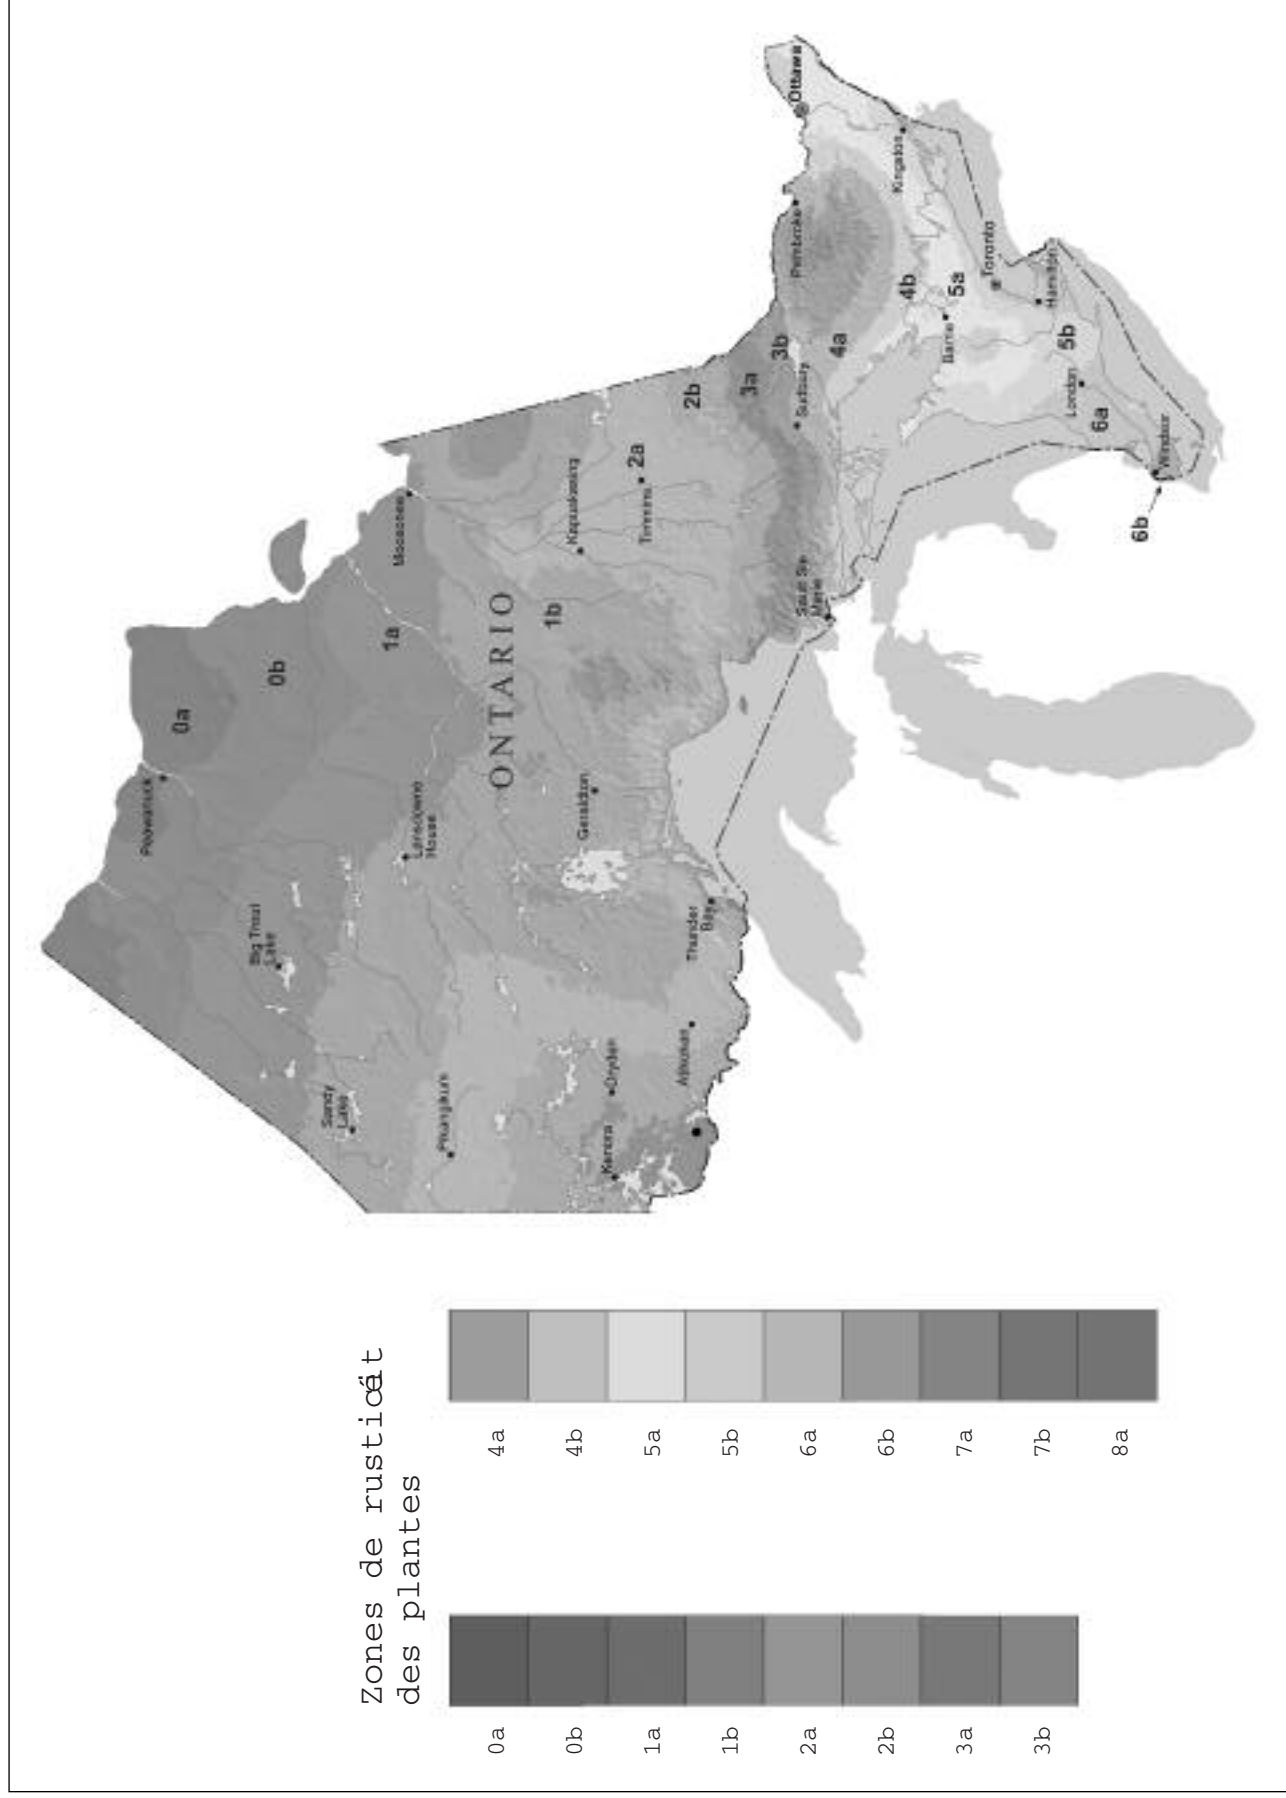 Zones de rusticœit
des plantes
0a
0b
1a
1b
2a
2b
3a
3b
4a
4b
5a
5b
6a
6b
7a
7b
8a
Peawanuck
0a
Big Trout
Lake
0b
Sandy
Lake
Lansdowne
House
1a
Moosonee
Pikangikum
ONTARIO
1b
Kapuskasing
Geraldton
Kenora
Dryden
2a
Timmins
Atikokan
Thunder
Bay
2b
3a
3b
Sudbury
Sault Ste
Marie
Pembroke
Ottawa
4a
4b
Kingston
Barrie
5a
Toronto
Hamilton
5b
London
6a
Windsor
6b